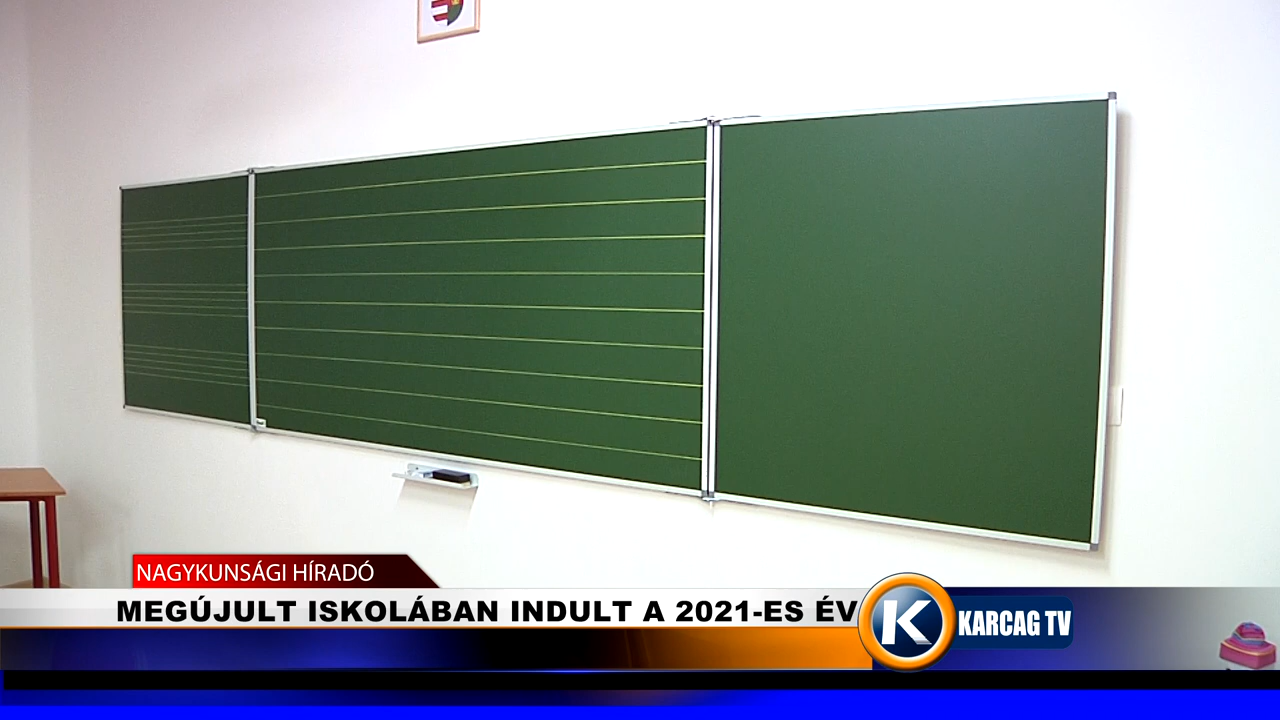 NAGYKUNSÁGI HÍRADÓ
MEGÚJULT ISKOLÁBAN INDULT A 2021-ES ÉV
K
KARCAG TV